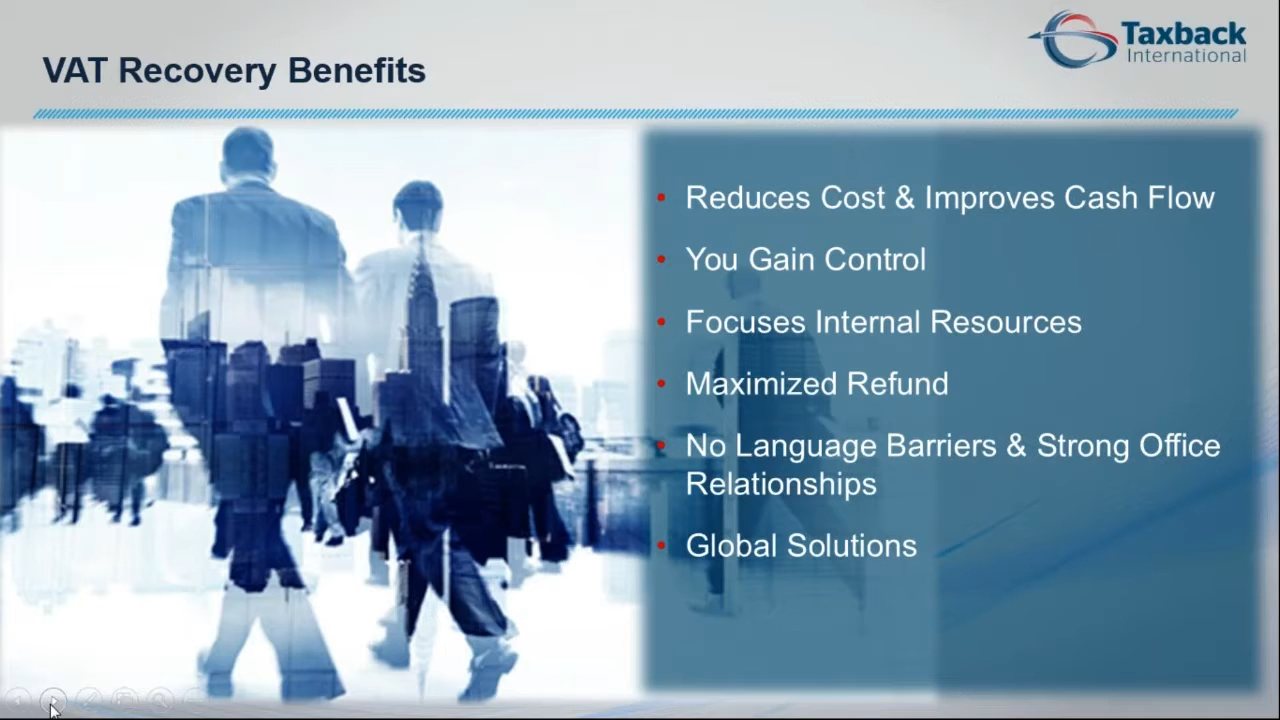 VAT Recovery Benefits
Taxback
International
• Reduces Cost & Improves Cash Flow
• You Gain Control
• Focuses Internal Resources
• Maximized Refund
• No Language Barriers & Strong Office
Relationships
• Global Solutions